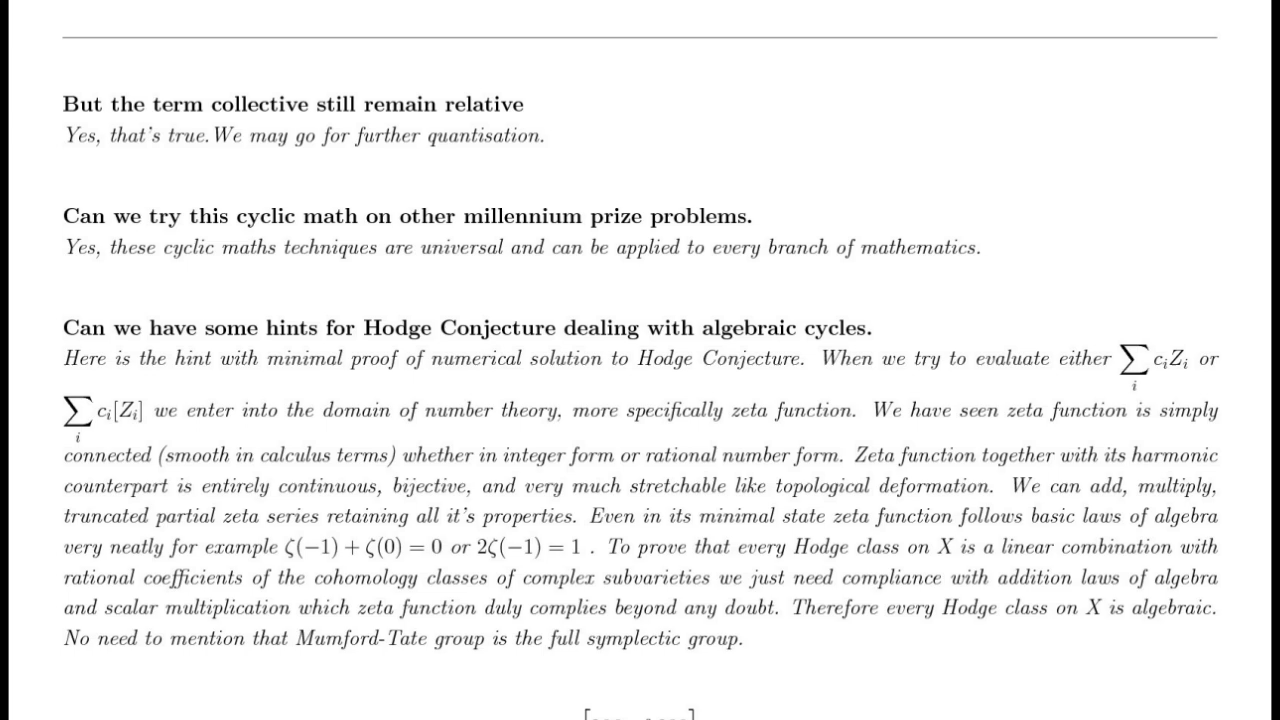 But the term collective still remain relative
Yes, that's true. We may go for further quantisation.
Can we try this cyclic math on other millennium prize problems.
Yes, these cyclic maths techniques are universal and can be applied to every branch of mathematics.
Can we have some hints for Hodge Conjecture dealing with algebraic cycles.
Here is the hint with minimal proof of numerical solution to Hodge Conjecture. When we try to evaluate either ∑_i c_i Z_i or
∑_i c_i[Z_i] we enter into the domain of number theory, more specifically zeta function. We have seen zeta function is simply
connected (smooth in calculus terms) whether in integer form or rational number form. Zeta function together with its harmonic
counterpart is entirely continuous, bijective, and very much stretchable like topological deformation. We can add, multiply,
truncated partial zeta series retaining all it's properties. Even in its minimal state zeta function follows basic laws of algebra
very neatly for example ζ(−1) + ζ(0) = 0 or 2ζ(−1) = 1 . To prove that every Hodge class on X is a linear combination with
rational coefficients of the cohomology classes of complex subvarieties we just need compliance with addition laws of algebra
and scalar multiplication which zeta function duly complies beyond any doubt. Therefore every Hodge class on X is algebraic.
No need to mention that Mumford-Tate group is the full symplectic group.